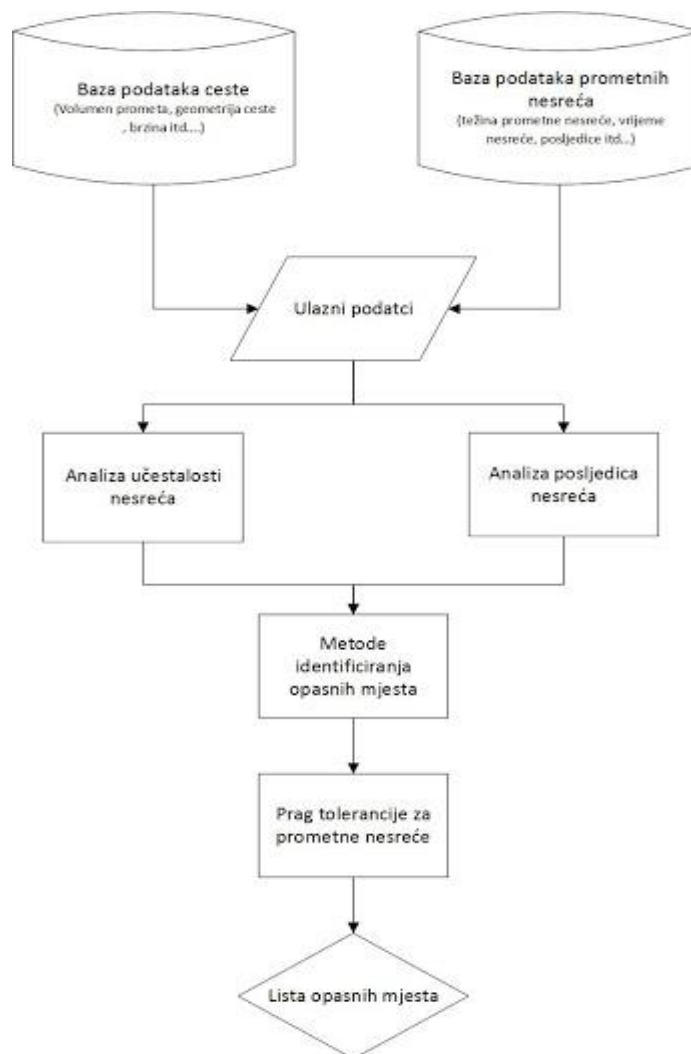 Baza podataka ceste
(Volumen prometa, geometrija ceste
, brzina itd....)
Baza podataka prometnih
nesreća
(težina prometne nesreće, vrijeme
nesreće, posljedice itd...)
Ulazni podatci
Analiza učestalosti
nesreća
Analiza posljedica
nesreća
Metode
identificiranja
opasnih mjesta
Prag tolerancije za
prometne nesreće
Lista opasnih mjesta